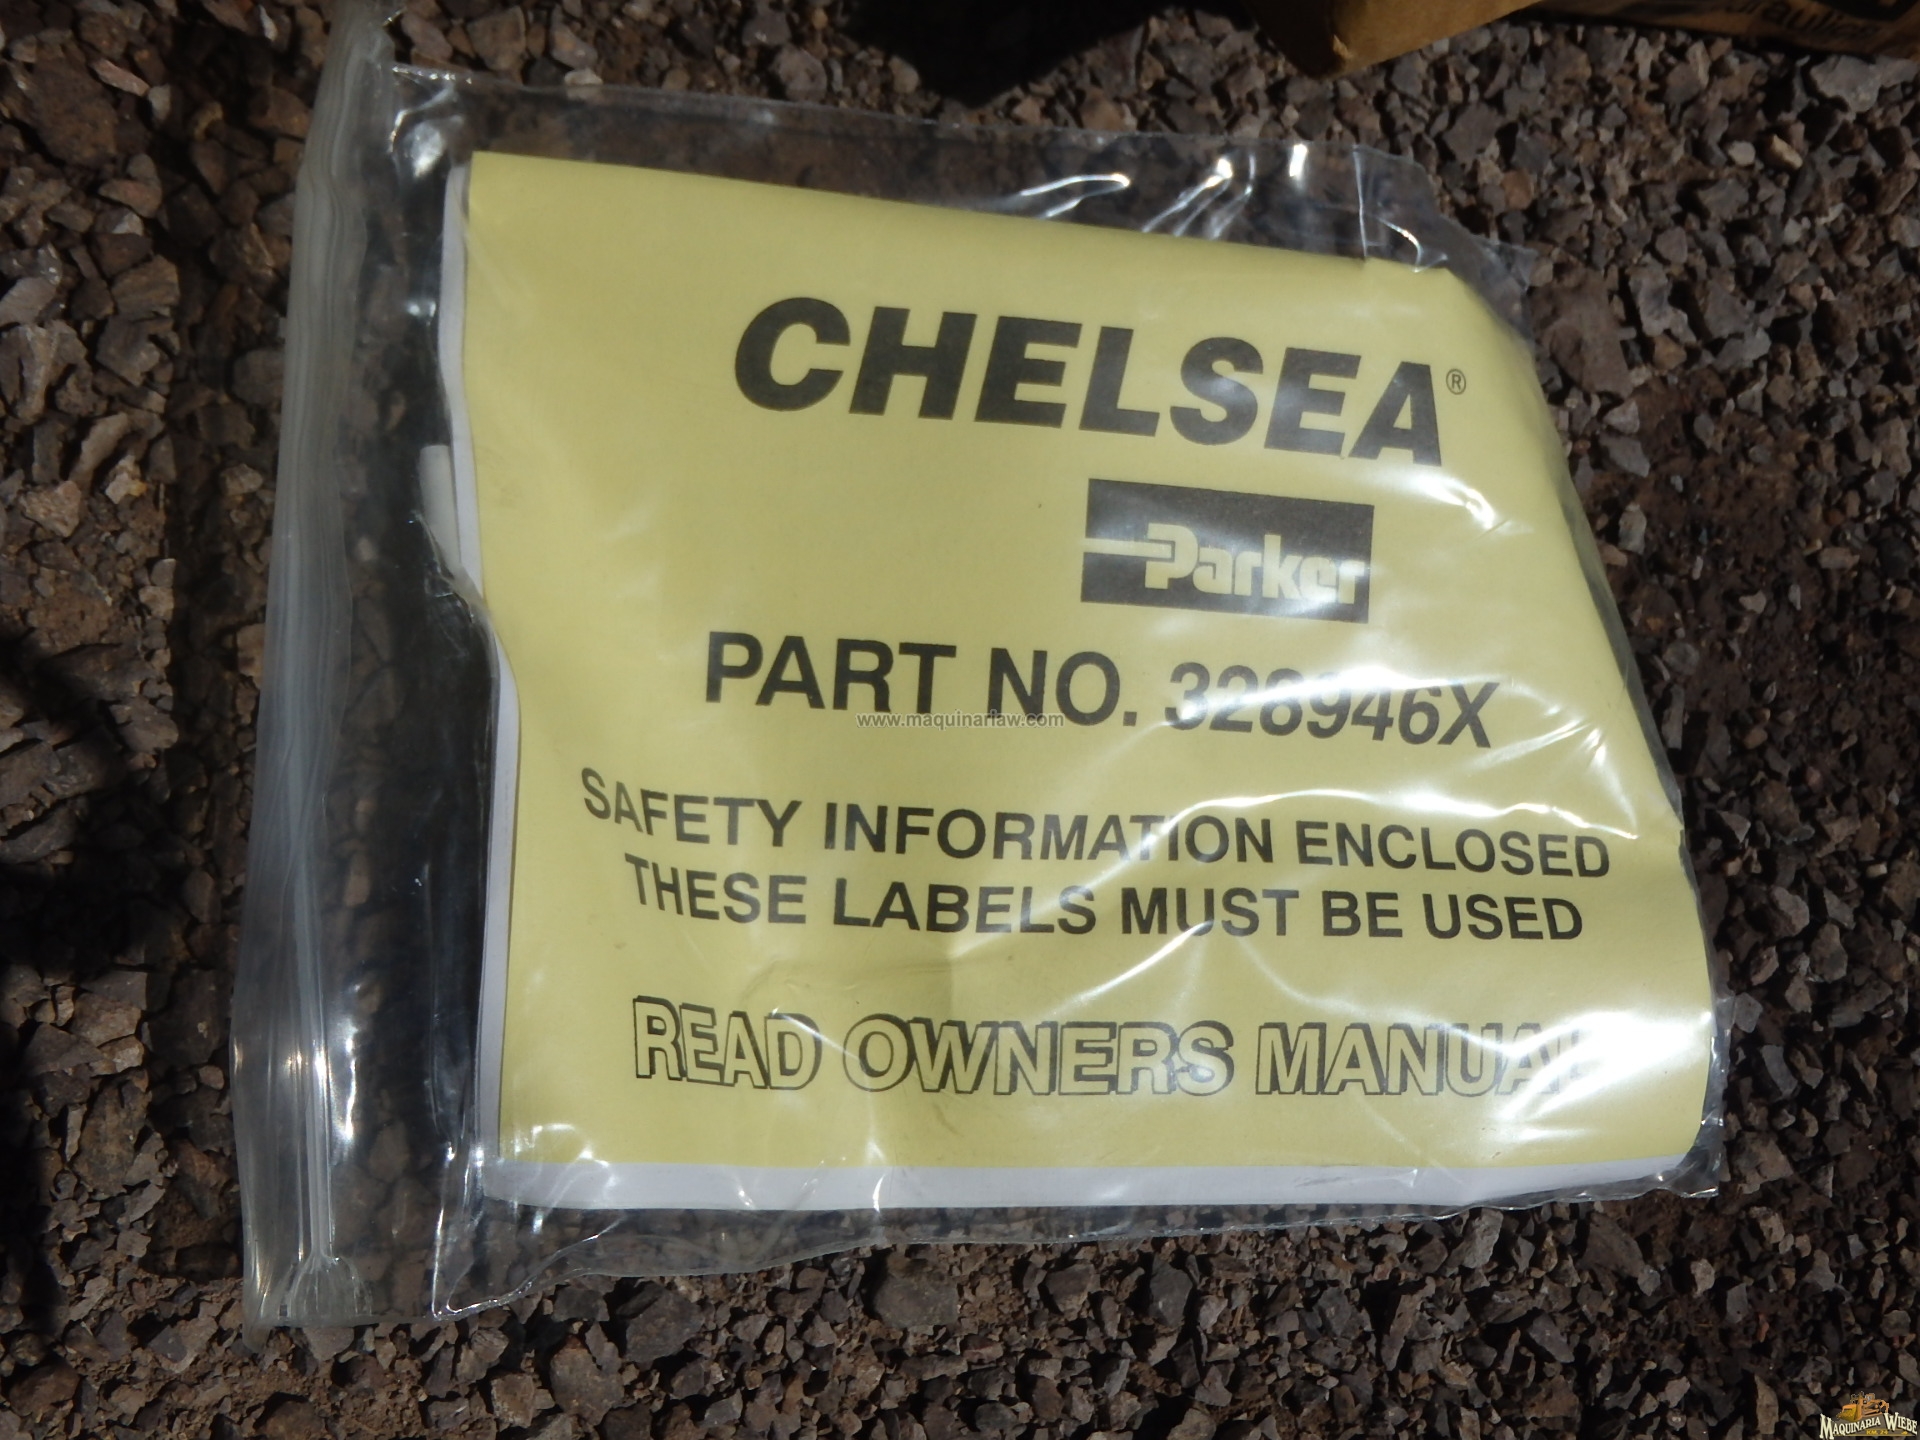 CHELSEA®
Parker
PART NO. 328946X
www.maquinariaw.com
SAFETY INFORMATION ENCLOSED
THESE LABELS MUST BE USED
READ OWNERS MANUAL
MAQUINARIA WIEBE